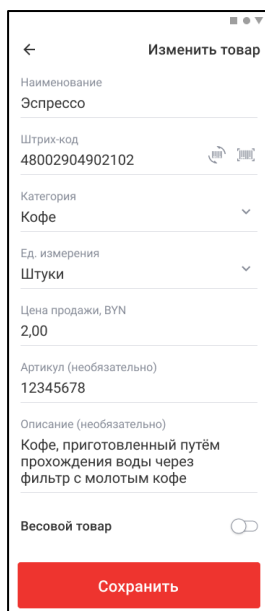 Изменить товар
Наименование
Эспрессо
Штрих-код
48002904902102
Категория
Кофе
Ед. измерения
Штуки
Цена продажи, BYN
2,00
Артикул (необязательно)
12345678
Описание (необязательно)
Кофе, приготовленный путём
прохождения воды через
фильтр с молотым кофе
Весовой товар
Сохранить